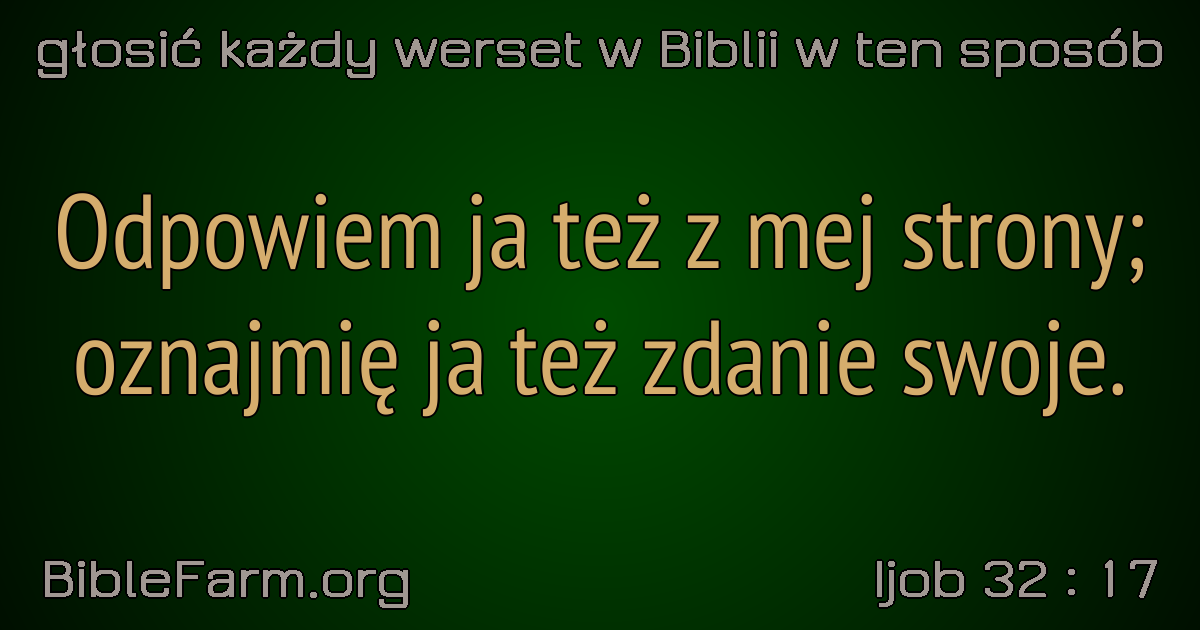 głosić każdy werset w Biblii w ten sposób
Odpowiem ja też z mej strony;
oznajmię ja też zdanie swoje.
BibleFarm.org
Ijob 32 : 17